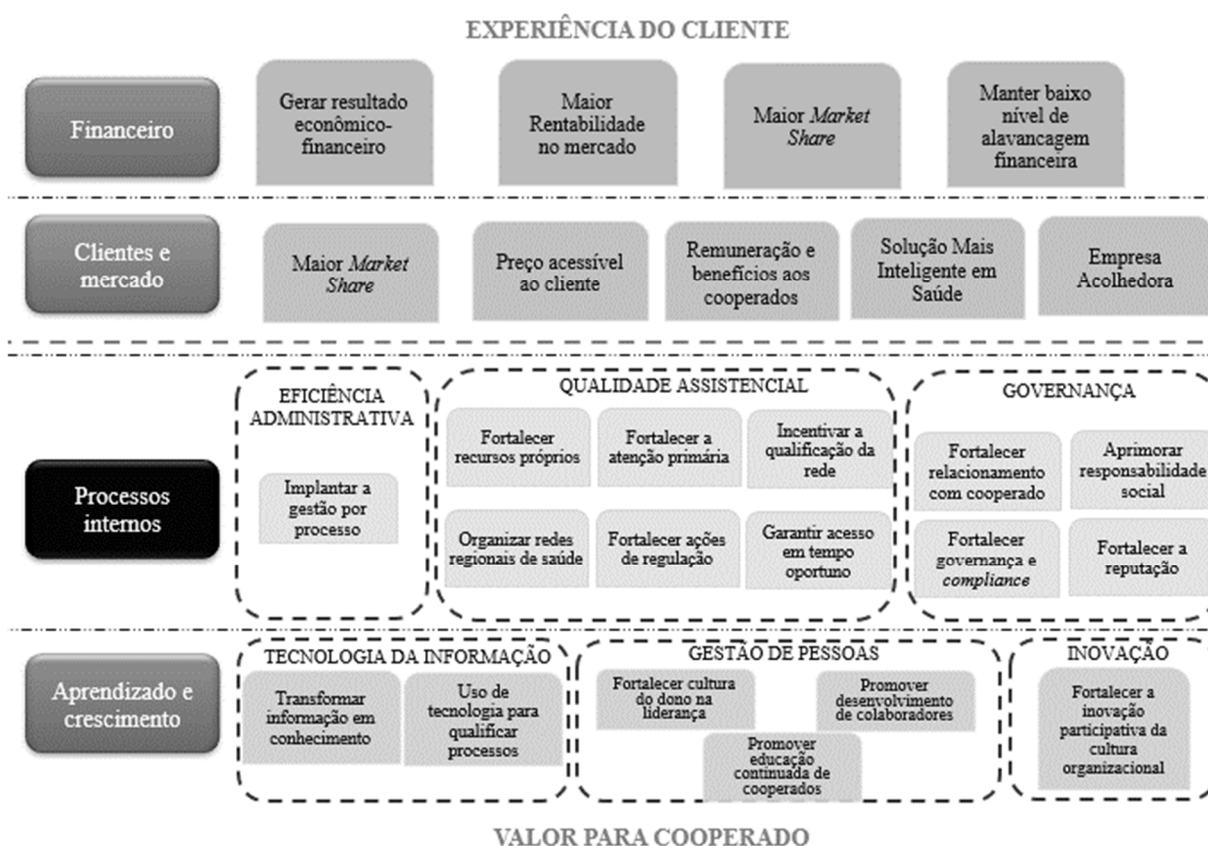 EXPERIÊNCIA DO CLIENTE
Financeiro
Gerar resultado
econômico-
financeiro
Maior
Rentabilidade
no mercado
Maior Market
Share
Manter baixo
nível de
alavancagem
financeira
Clientes e
mercado
Maior Market
Share
Preço acessível
ao cliente
Remuneração e
benefícios aos
cooperados
Solução Mais
Inteligente em
Saúde
Empresa
Acolhedora
Processos
internos
EFICIÊNCIA
ADMINISTRATIVA
Implantar a
gestão por
processo
QUALIDADE ASSISTENCIAL
Fortalecer
recursos próprios
Fortalecer a
atenção primária
Incentivar a
qualificação da
rede
Organizar redes
regionais de saúde
Fortalecer ações
de regulação
Garantir acesso
em tempo
oportuno
GOVERNANÇA
Fortalecer
relacionamento
com cooperado
Aprimorar
responsabilidade
social
Fortalecer
governança e
compliance
Fortalecer a
reputação
Aprendizado e
crescimento
TECNOLOGIA DA INFORMAÇÃO
Transformar
informação em
conhecimento
Uso de
tecnologia para
qualificar
processos
GESTÃO DE PESSOAS
Fortalecer cultura
do dono na
liderança
Promover
desenvolvimento
de colaboradores
Promover
educação
continuada de
cooperados
INOVAÇÃO
Fortalecer a
inovação
participativa da
cultura
organizacional
VALOR PARA COOPERADO